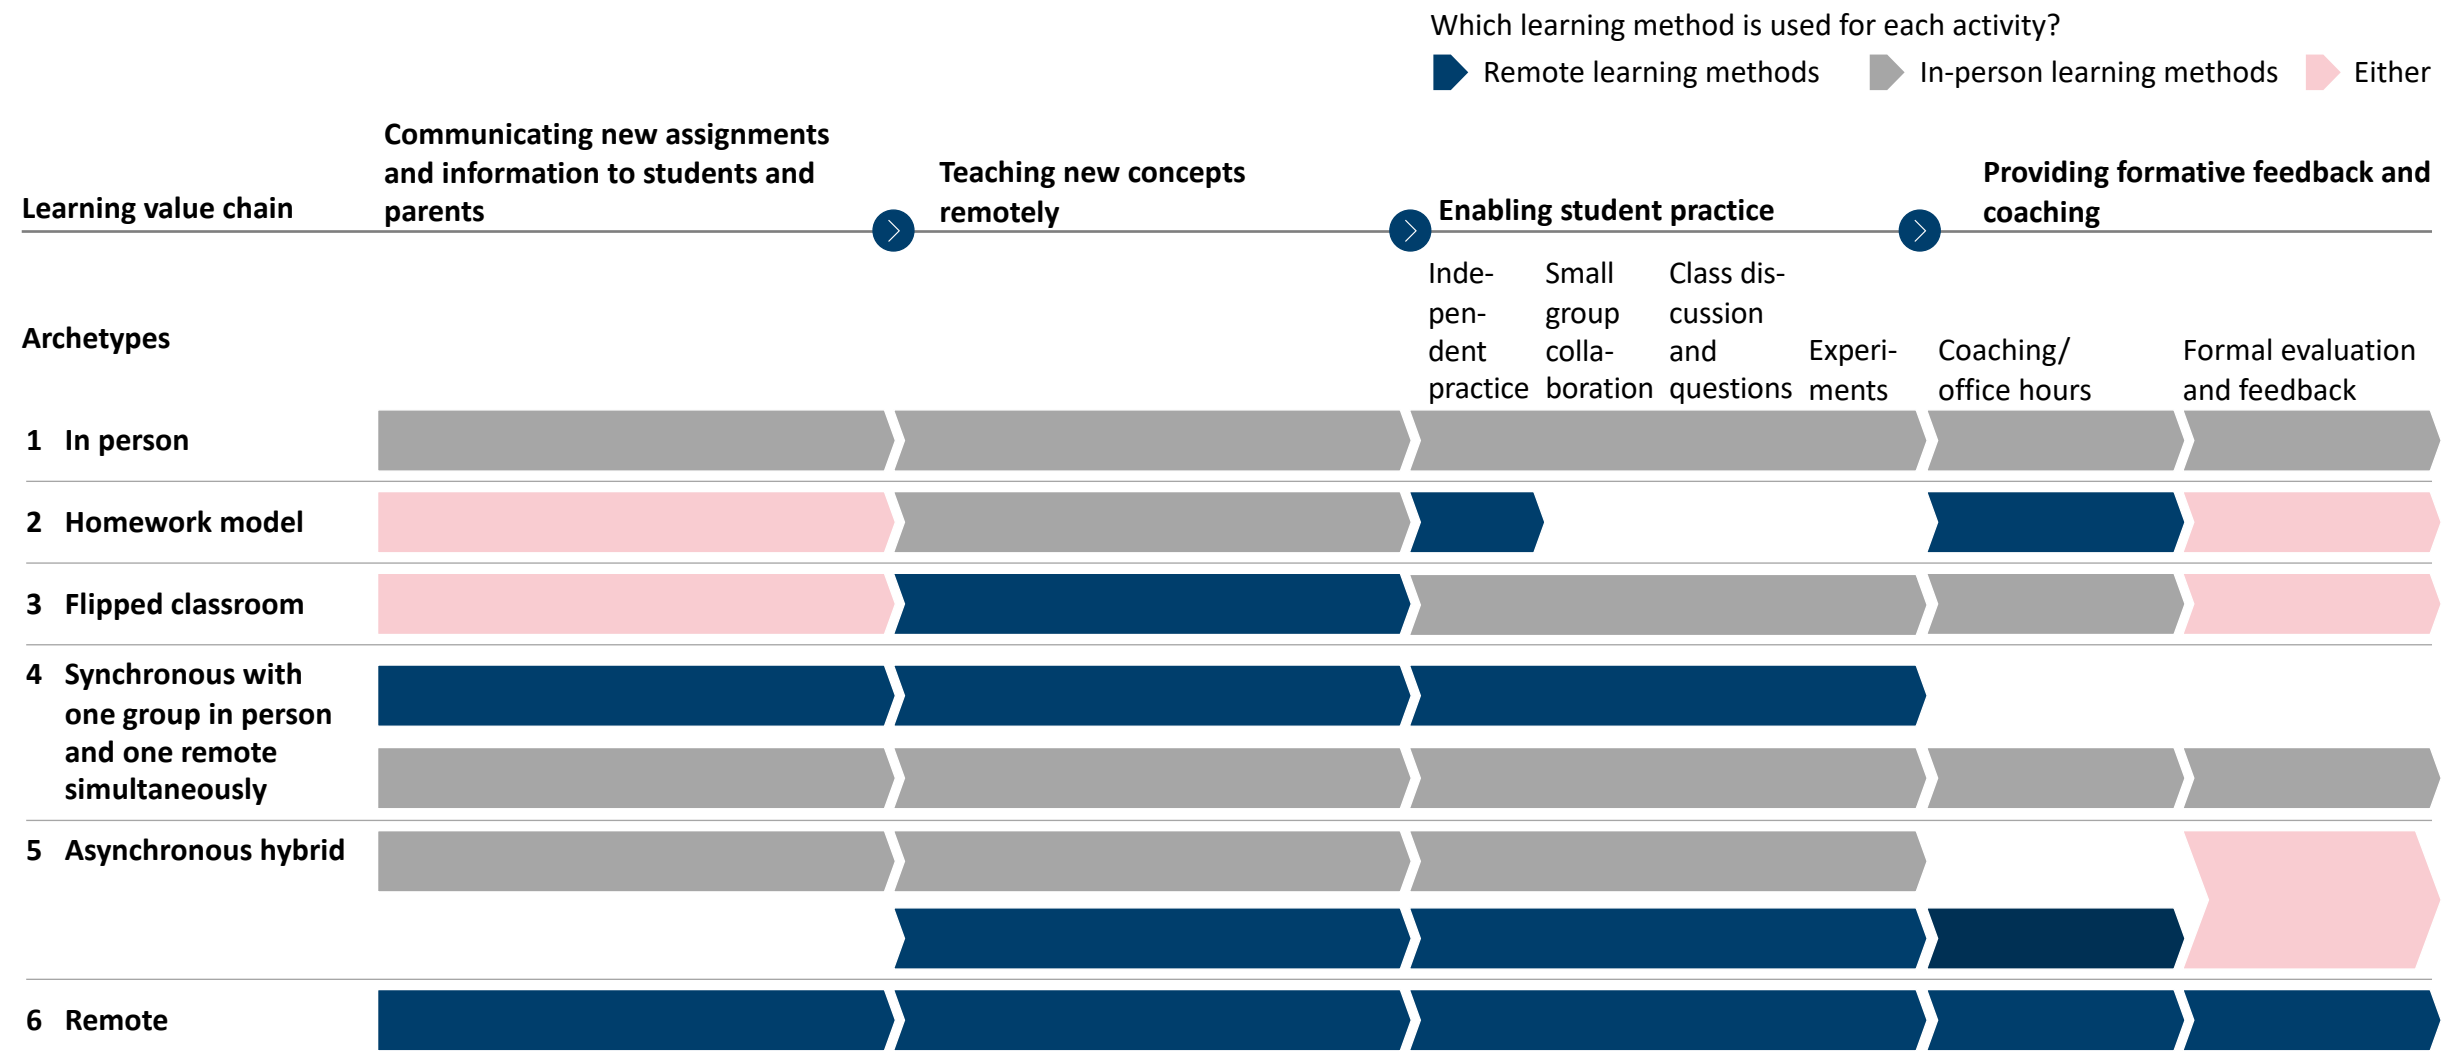 Which learning method is used for each activity?
Remote learning methods
In-person learning methods
Either
Learning value chain
Communicating new assignments
and information to students and
parents
Teaching new concepts
remotely
Enabling student practice
Providing formative feedback and
coaching
Archetypes
Inde-
pen-
dent
practice
Small
group
colla-
boration
Class dis-
cussion
and
questions
Experi-
ments
Coaching/
office hours
Formal evaluation
and feedback
1 In person
2 Homework model
3 Flipped classroom
4 Synchronous with
one group in person
and one remote
simultaneously
5 Asynchronous hybrid
6 Remote